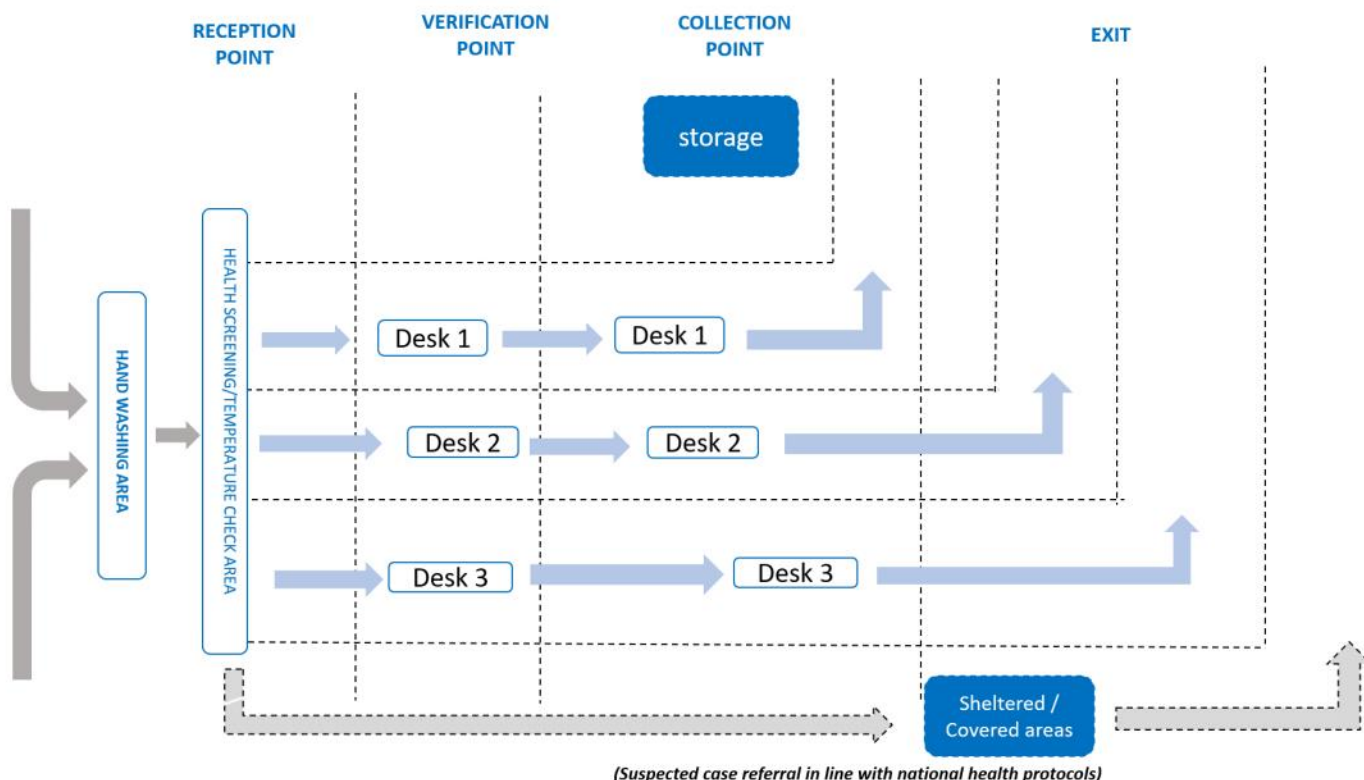 RECEPTION
POINT
VERIFICATION
POINT
COLLECTION
POINT
EXIT
storage
HAND WASHING AREA
HEALTH SCREENING/TEMPERATURE CHECK AREA
Desk 1
Desk 1
Desk 2
Desk 2
Desk 3
Desk 3
Sheltered /
Covered areas
(Suspected case referral in line with national health protocols)